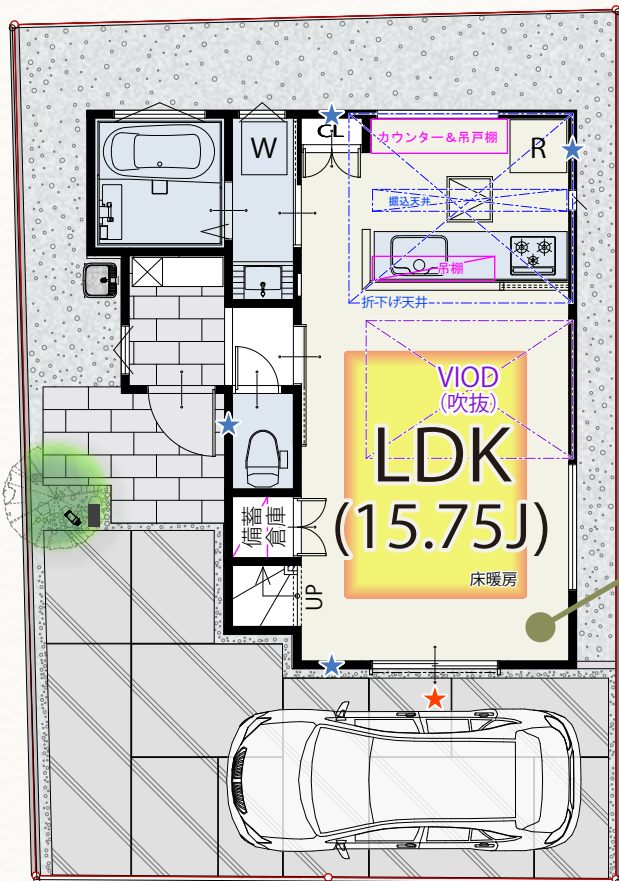 CL
カウンター&吊戸棚
W
R
掘込天井
吊棚
折下げ天井
VIOD
(吹抜)
LDK
(15.75J)
備蓄
倉庫
床暖房
UP